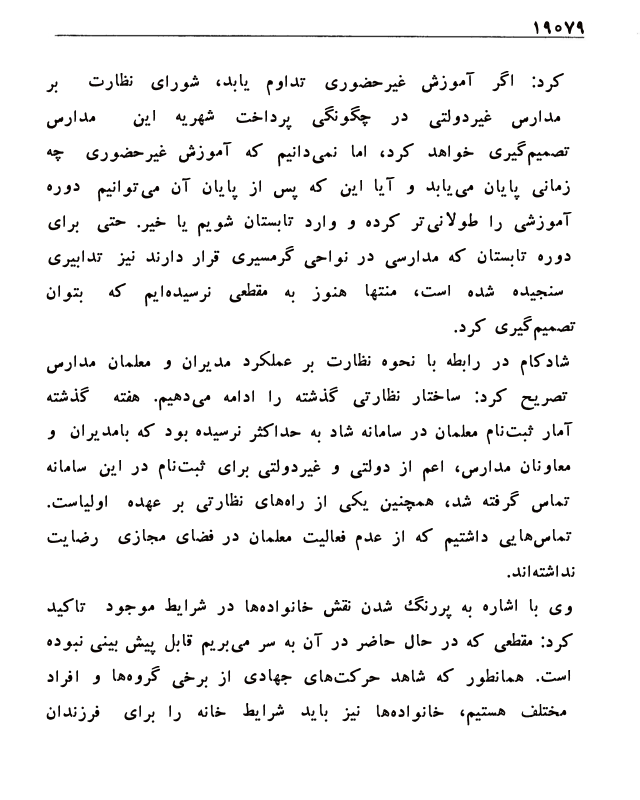 ۱۹۰۷۹
کرد: اگر آموزش غیرحضوری تداوم یابد، شورای نظارت بر
مدارس غیردولتی در چگونگی پرداخت شهریه این مدارس
تصمیم‌گیری خواهد کرد، اما نمی‌دانیم که آموزش غیرحضوری چه
زمانی پایان می‌یابد و آیا این که پس از پایان آن می‌توانیم دوره
آموزشی را طولانی‌تر کرده و وارد تابستان شویم یا خیر. حتی برای
دوره تابستان که مدارسی در نواحی گرمسیری قرار دارند نیز تدابیری
سنجیده شده است، منتها هنوز به مقطعی نرسیده‌ایم که بتوان
تصمیم‌گیری کرد.
شادکام در رابطه با نحوه نظارت بر عملکرد مدیران و معلمان مدارس
تصریح کرد: ساختار نظارتی گذشته را ادامه می‌دهیم. هفته گذشته
آمار ثبت‌نام معلمان در سامانه شاد به حداکثر نرسیده بود که بامدیران و
معاونان مدارس، اعم از دولتی و غیردولتی برای ثبت‌نام در این سامانه
تماس گرفته شد، همچنین یکی از راه‌های نظارتی بر عهده اولیاست.
تماس‌هایی داشتیم که از عدم فعالیت معلمان در فضای مجازی رضایت
نداشته‌اند.
وی با اشاره به پررنگ شدن نقش خانواده‌ها در شرایط موجود تاکید
کرد: مقطعی که در حال حاضر در آن به سر می‌بریم قابل پیش بینی نبوده
است. همانطور که شاهد حرکت‌های جهادی از برخی گروه‌ها و افراد
مختلف هستیم، خانواده‌ها نیز باید شرایط خانه را برای فرزندان